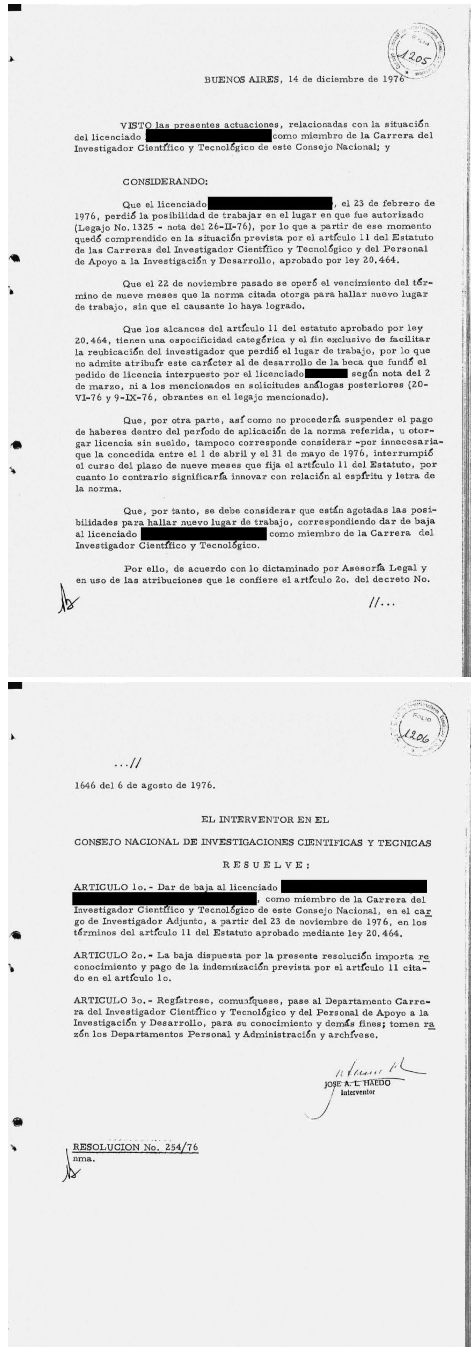 FOLIO
1205
BUENOS AIRES, 14 de diciembre de 1976
VISTO las presentes actuaciones, relacionadas con la situación
del licenciado como miembro de la Carrera del
Investigador Científico y Tecnológico de este Consejo Nacional; y
CONSIDERANDO:
Que el licenciado , el 23 de febrero de
1976, perdió la posibilidad de trabajar en el lugar en que fue autorizado
(Legajo No. 1325 - nota del 26-II-76), por lo que a partir de ese momento
quedó comprendido en la situación prevista por el artículo 11 del Estatuto
de las Carreras del Investigador Científico y Tecnológico y del Personal
de Apoyo a la Investigación y Desarrollo, aprobado por ley 20.464.
Que el 22 de noviembre pasado se operó el vencimiento del tér-
mino de nueve meses que la norma citada otorga para hallar nuevo lugar
de trabajo, sin que el causante lo haya logrado.
Que los alcances del artículo 11 del estatuto aprobado por ley
20.464, tienen una especificidad categórica y el fin exclusivo de facilitar
la reubicación del investigador que perdió el lugar de trabajo, por lo que
no admite atribuír este carácter al de desarrollo de la beca que fundó el
pedido de licencia interpuesto por el licenciado según nota del 2
de marzo, ni a los mencionados en solicitudes análogas posteriores (20-
VI-76 y 9-IX-76, obrantes en el legajo mencionado).
Que, por otra parte, así como no procedería suspender el pago
de haberes dentro del período de aplicación de la norma referida, u otor-
gar licencia sin sueldo, tampoco corresponde considerar -por innecesaria-
que la concedida entre el 1 de abril y el 31 de mayo de 1976, interrumpió
el curso del plazo de nueve meses que fija el artículo 11 del Estatuto, por
cuanto lo contrario significaría innovar con relación al espíritu y letra de
la norma.
Que, por tanto, se debe considerar que están agotadas las posi-
bilidades para hallar nuevo lugar de trabajo, correspondiendo dar de baja
al licenciado como miembro de la Carrera del
Investigador Científico y Tecnológico.
Por ello, de acuerdo con lo dictaminado por Asesoría Legal y
en uso de las atribuciones que le confiere el artículo 2o. del decreto No.
//...
FOLIO
1206
...//
1646 del 6 de agosto de 1976.
EL INTERVENTOR EN EL
CONSEJO NACIONAL DE INVESTIGACIONES CIENTIFICAS Y TECNICAS
R E S U E L V E :
ARTICULO 1o.- Dar de baja al licenciado
, como miembro de la Carrera del
Investigador Científico y Tecnológico de este Consejo Nacional, en el car
go de Investigador Adjunto, a partir del 23 de noviembre de 1976, en los
términos del artículo 11 del Estatuto aprobado mediante ley 20.464.
ARTICULO 2o.- La baja dispuesta por la presente resolución importa re
conocimiento y pago de la indemnización prevista por el artículo 11 cita-
do en el artículo 1o.
ARTICULO 3o.- Regístrese, comuníquese, pase al Departamento Carre-
ra del Investigador Científico y Tecnológico y del Personal de Apoyo a la
Investigación y Desarrollo, para su conocimiento y demás fines; tomen ra
zón los Departamentos Personal y Administración y archívese.
JOSE A. L. HAEDO
Interventor
RESOLUCION No. 254/76
nma.